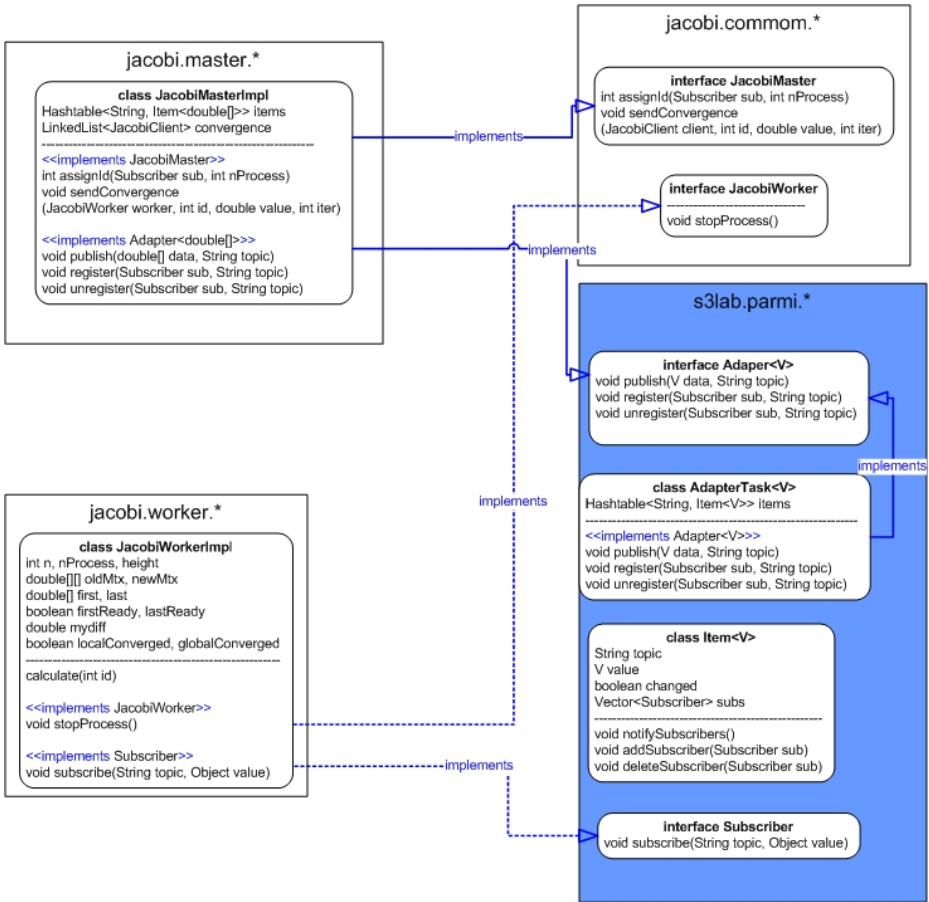 jacobi.master.*
class JacobiMasterImpl
Hashtable<String, Item<double[]>> items
LinkedList<JacobiClient> convergence
<<implements JacobiMaster>>
int assignId(Subscriber sub, int nProcess)
void sendConvergence
(JacobiWorker worker, int id, double value, int iter)
<<implements Adapter<double[]>>>
void publish(double[] data, String topic)
void register(Subscriber sub, String topic)
void unregister(Subscriber sub, String topic)
implements
implements
jacobi.commom.*
interface JacobiMaster
int assignId(Subscriber sub, int nProcess)
void sendConvergence
(JacobiClient client, int id, double value, int iter)
interface JacobiWorker
void stopProcess()
s3lab.parmi.*
interface Adaper<V>
void publish(V data, String topic)
void register(Subscriber sub, String topic)
void unregister(Subscriber sub, String topic)
implements
class AdapterTask<V>
Hashtable<String, Item<V>> items
<<implements Adapter<V>>>
void publish(V data, String topic)
void register(Subscriber sub, String topic)
void unregister(Subscriber sub, String topic)
class Item<V>
String topic
V value
boolean changed
Vector<Subscriber> subs
void notifySubscribers()
void addSubscriber(Subscriber sub)
void deleteSubscriber(Subscriber sub)
interface Subscriber
void subscribe(String topic, Object value)
jacobi.worker.*
class JacobiWorkerImpl
int n, nProcess, height
double[][] oldMtx, newMtx
double[] first, last
boolean firstReady, lastReady
double mydiff
boolean localConverged, globalConverged
calculate(int id)
<<implements JacobiWorker>>
void stopProcess()
<<implements Subscriber>>
void subscribe(String topic, Object value)
implements
implements